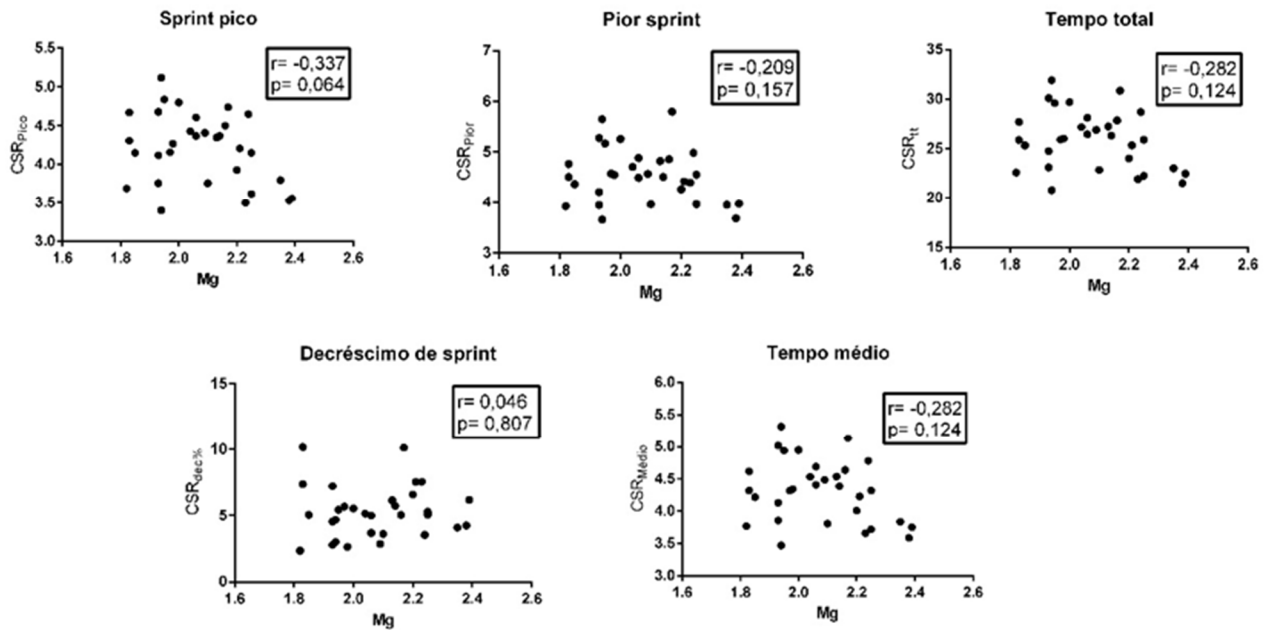 Sprint pico
r= -0,337
p= 0,064
5.5
5.0
4.5
4.0
3.5
3.0
CSRPico
1.6 1.8 2.0 2.2 2.4 2.6
Mg
Pior sprint
r= -0,209
p= 0,157
7
6
5
4
3
CSRPior
1.6 1.8 2.0 2.2 2.4 2.6
Mg
Tempo total
r= -0,282
p= 0,124
35
30
25
20
15
CSRtt
1.6 1.8 2.0 2.2 2.4 2.6
Mg
Decréscimo de sprint
r= 0,046
p= 0,807
15
10
5
0
CSRdec%
1.6 1.8 2.0 2.2 2.4 2.6
Mg
Tempo médio
r= -0,282
p= 0,124
6.0
5.5
5.0
4.5
4.0
3.5
3.0
CSRMédio
1.6 1.8 2.0 2.2 2.4 2.6
Mg